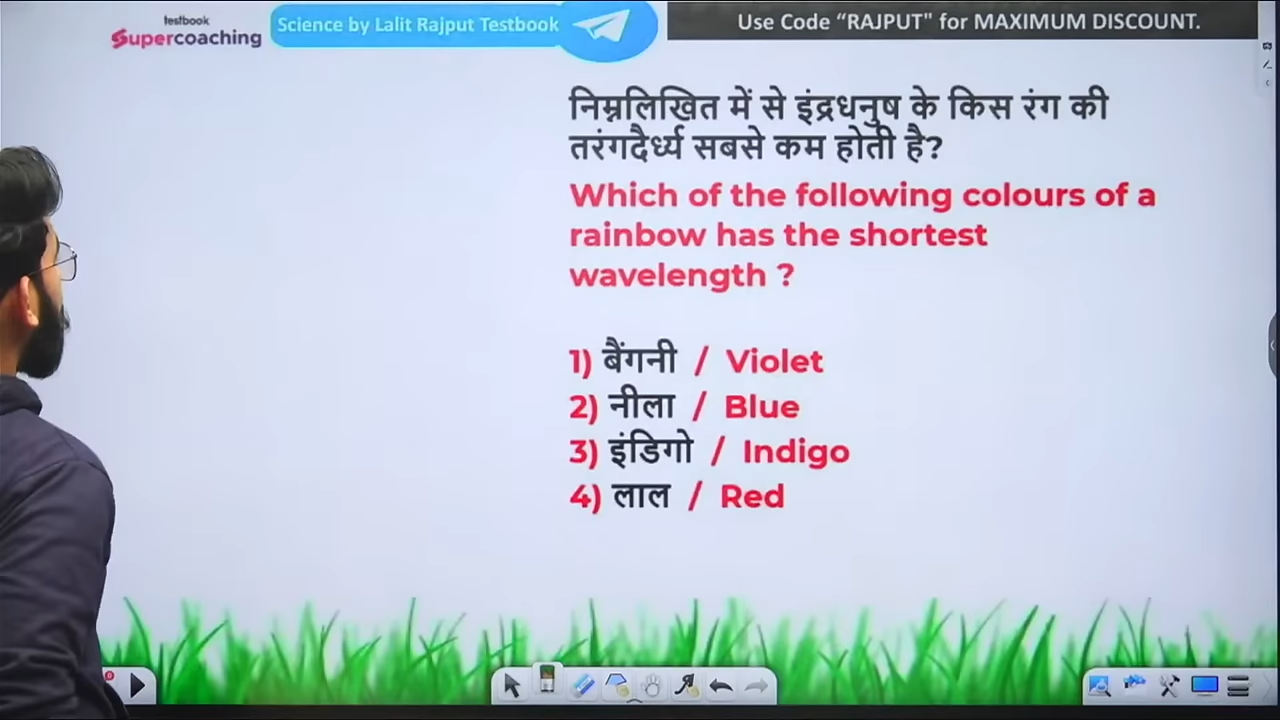 testbook
Supercoaching
Science by Lalit Rajput Testbook
Use Code “RAJPUT" for MAXIMUM DISCOUNT.
निम्नलिखित में से इंद्रधनुष के किस रंग की
तरंगदैर्ध्य सबसे कम होती है?
Which of the following colours of a
rainbow has the shortest
wavelength ?
1) बैंगनी / Violet
2) नीला / Blue
3) इंडिगो / Indigo
4) लाल / Red